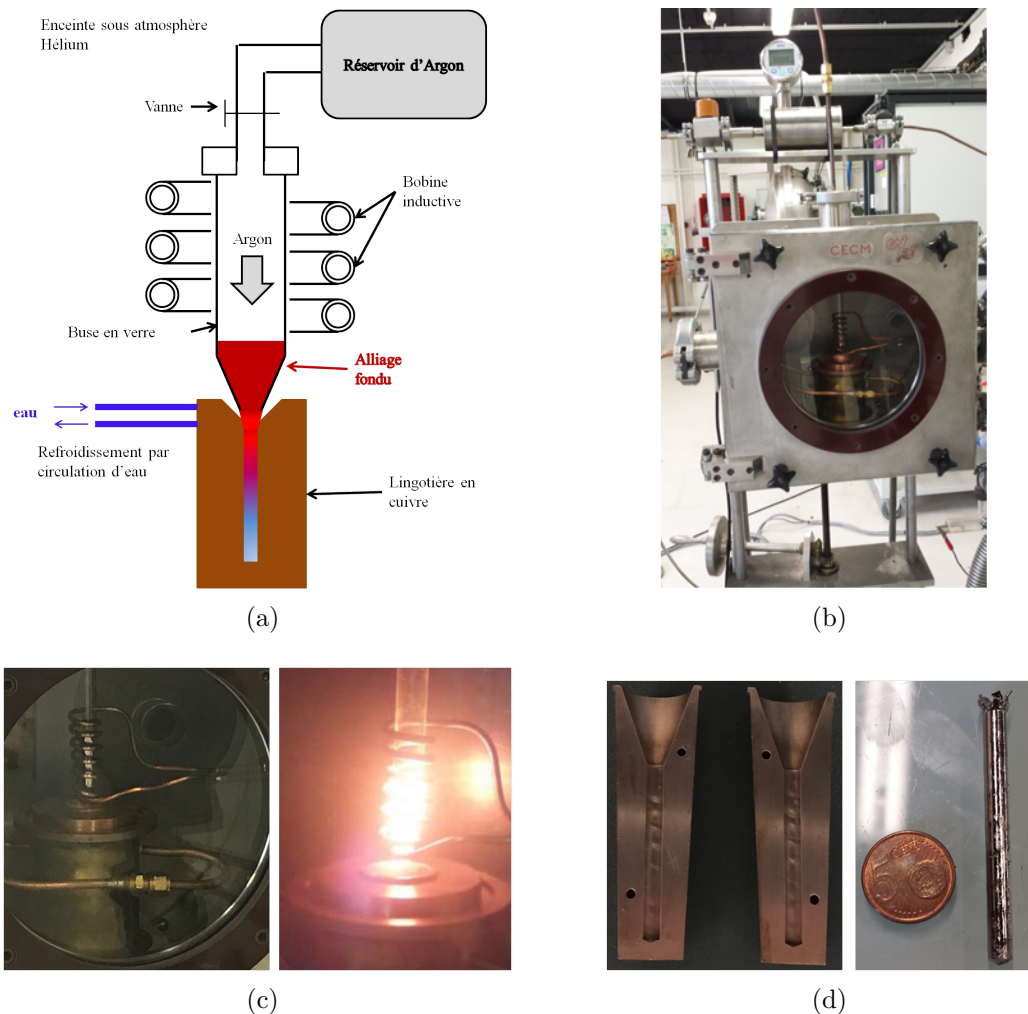 Enceinte sous atmosphère
Hélium
Réservoir d'Argon
Vanne
Bobine
inductive
Argon
Buse en verre
Alliage
fondu
eau
Refroidissement par
circulation d'eau
Lingotière en
cuivre
CECM
(a)
(b)
(c)
(d)